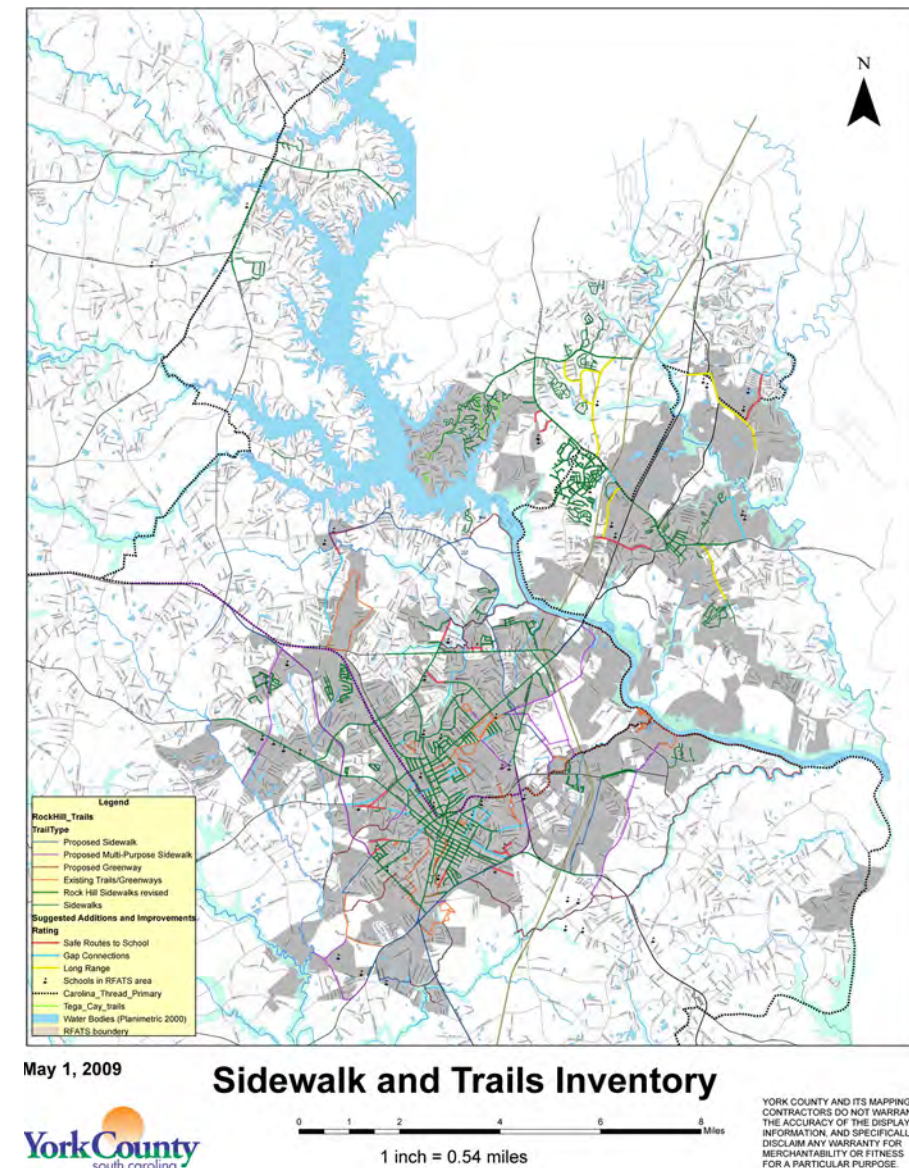 N
Legend
RockHill_Trails
TrailType
Proposed Sidewalk
Proposed Multi-Purpose Sidewalk
Proposed Greenway
Existing Trails/Greenways
Rock Hill Sidewalks revised
Sidewalks
Suggested Additions and Improvements
Rating
Safe Routes to School
Gap Connections
Long Range
Schools in RFATS area
Carolina_Thread_Primary
Tega_Cay_trails
Water Bodies (Planimetric 2000)
RFATS boundary
May 1, 2009
Sidewalk and Trails Inventory
York County
south carolina
0 1 2 4 6 8
Miles
1 inch = 0.54 miles
YORK COUNTY AND ITS MAPPING
CONTRACTORS DO NOT WARRAN
THE ACCURACY OF THE DISPLAY
INFORMATION, AND SPECIFICALL
DISCLAIM ANY WARRANTY FOR
MERCHANTABILITY OR FITNESS
FOR A PARTICULAR PURPOSE.